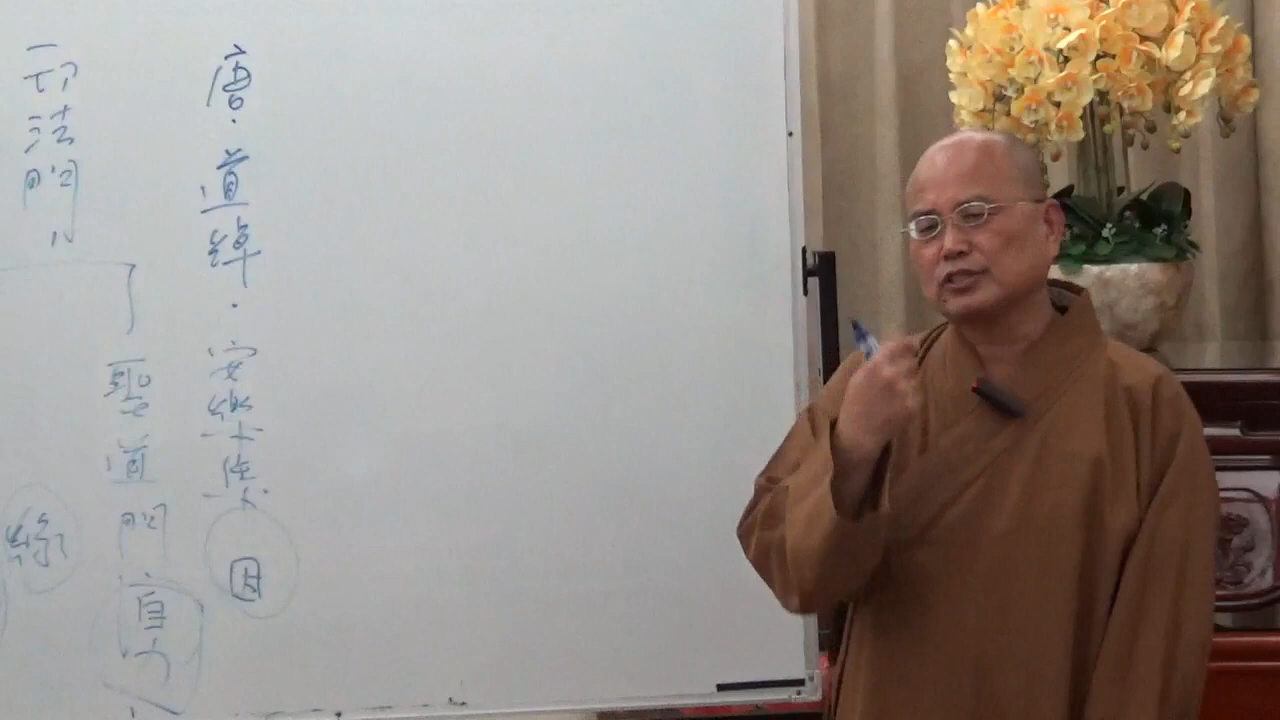 唐．道綽．安樂集 因
一切法門
聖道門 自力
緣